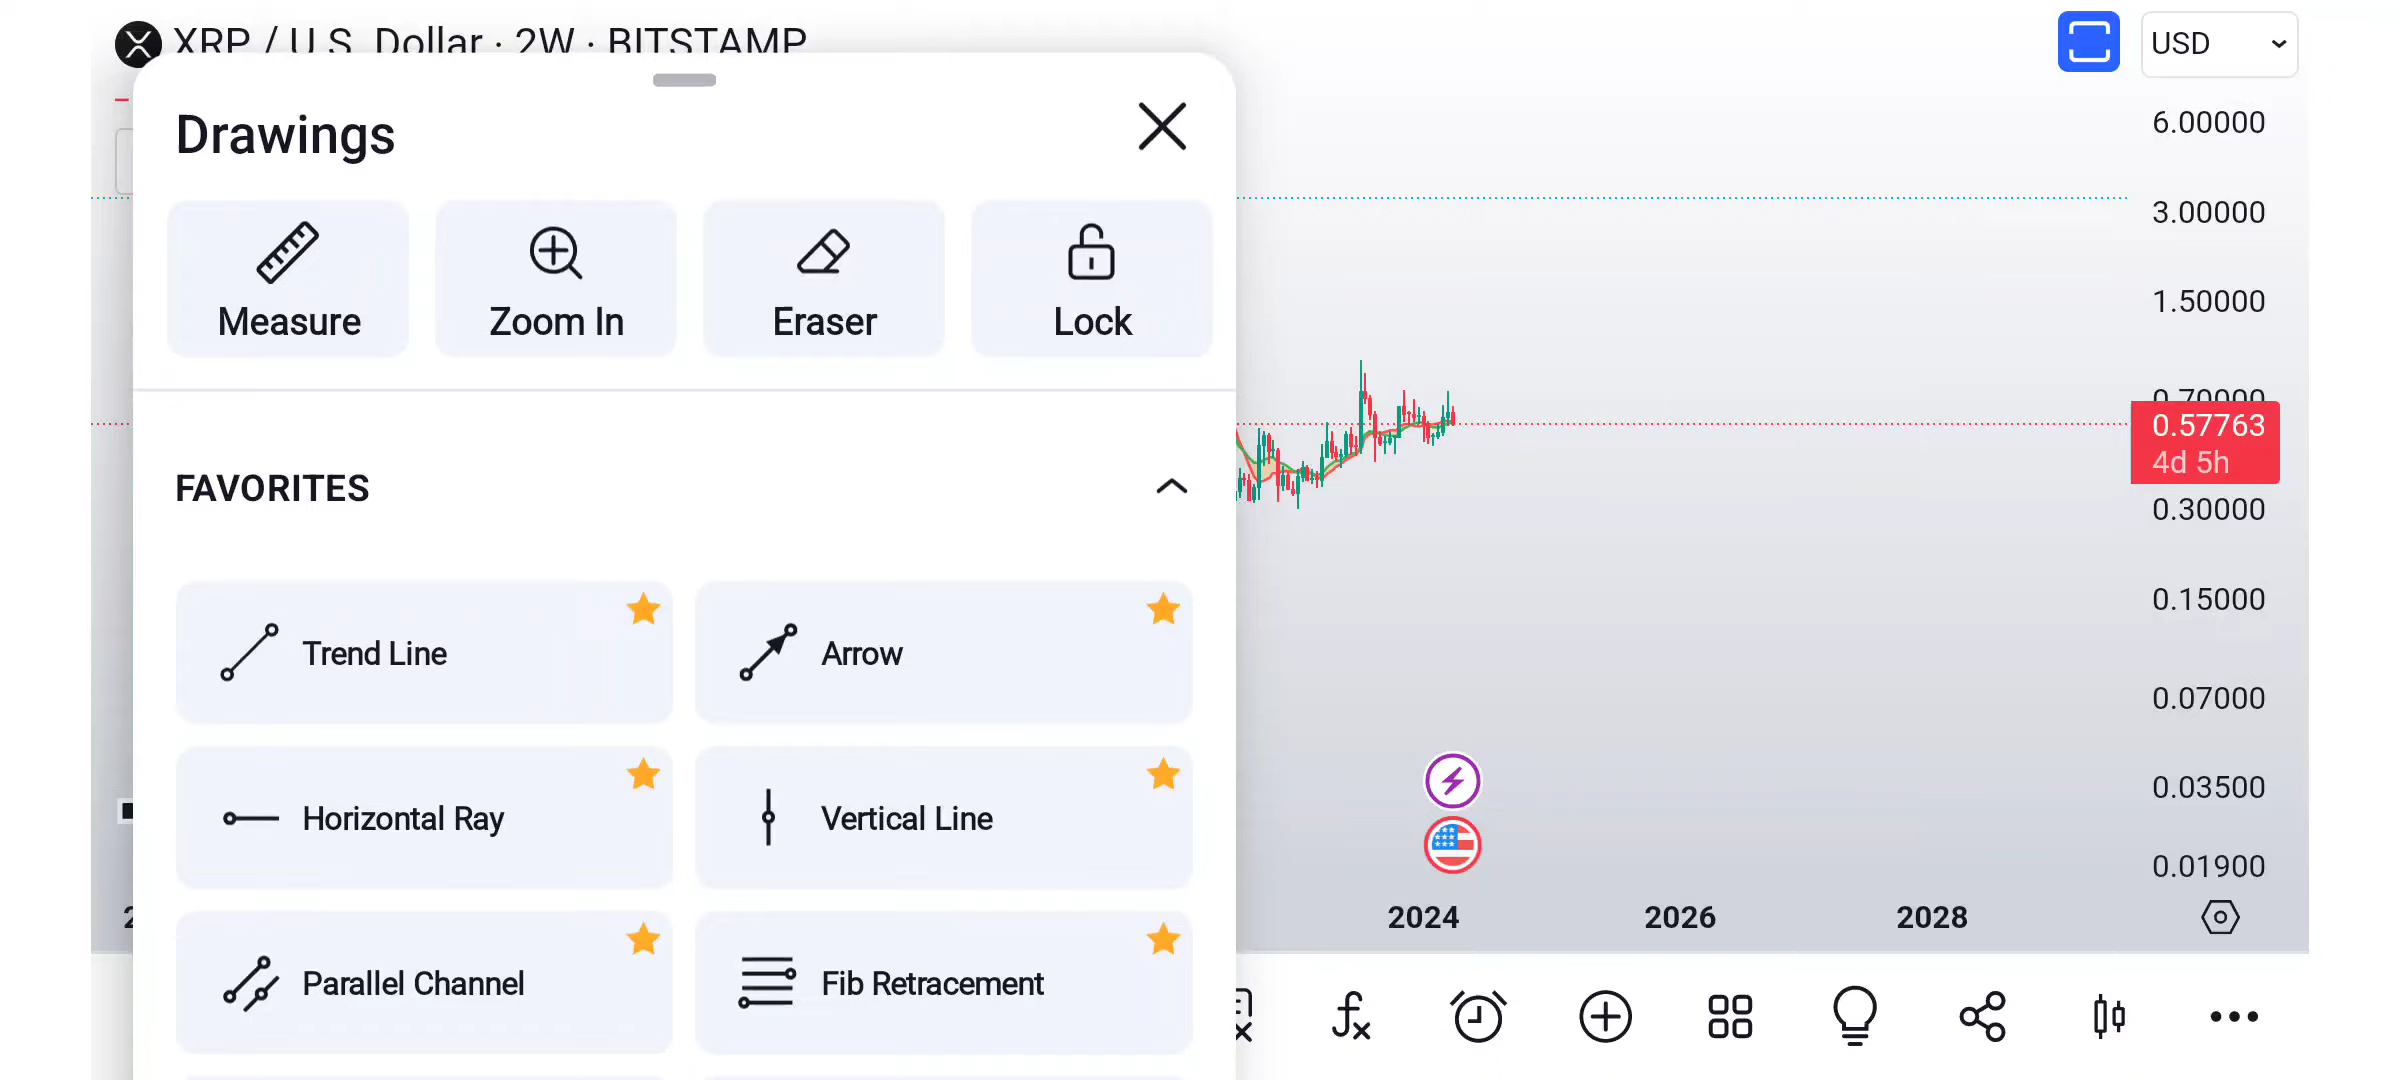 XRP / U.S. Dollar · 2W · BITSTAMP
USD
Drawings
Measure
Zoom In
Eraser
Lock
FAVORITES
Trend Line
Arrow
Horizontal Ray
Vertical Line
Parallel Channel
Fib Retracement
6.00000
3.00000
1.50000
0.70000
0.57763
4d 5h
0.30000
0.15000
0.07000
0.03500
0.01900
2024
2026
2028